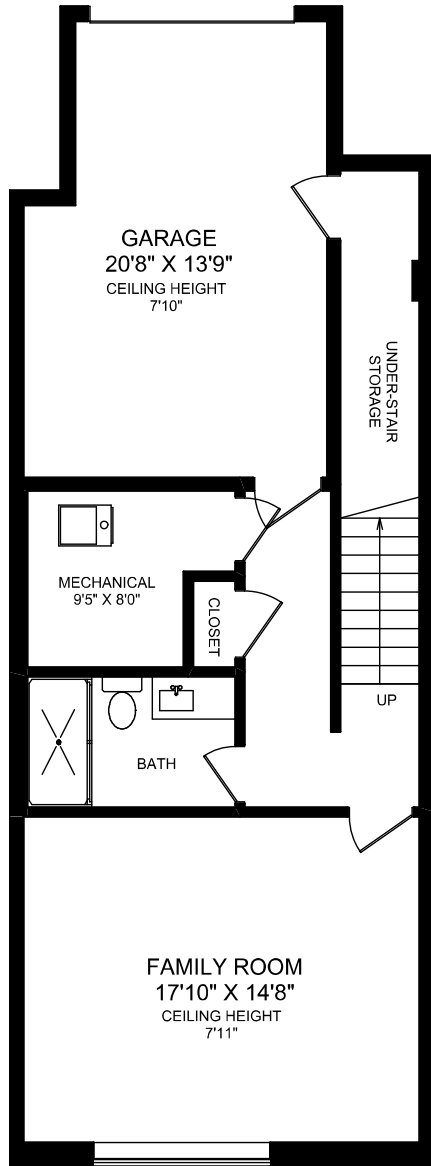 GARAGE
20'8" X 13'9"
CEILING HEIGHT
7'10"
UNDER-STAIR
STORAGE
MECHANICAL
9'5" X 8'0"
CLOSET
UP
BATH
FAMILY ROOM
17'10" X 14'8"
CEILING HEIGHT
7'11"